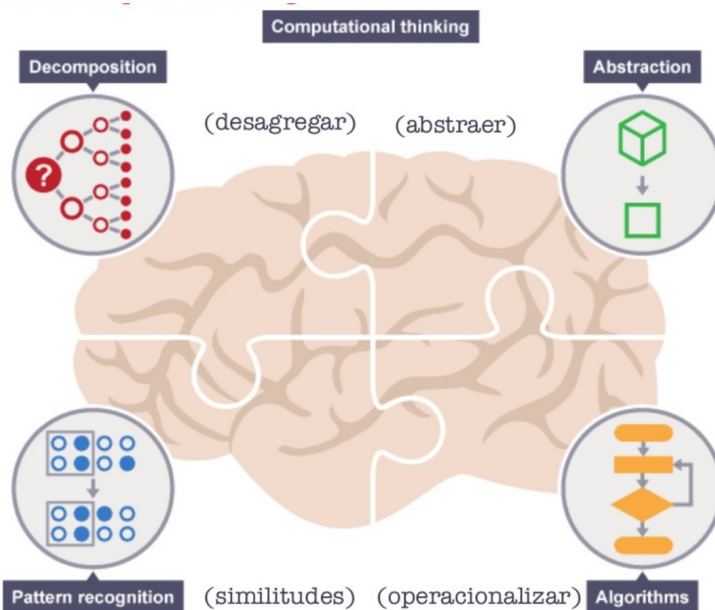 Computational thinking
Decomposition
Abstraction
(desagregar)
(abstraer)
?
Pattern recognition
(similitudes)
(operacionalizar)
Algorithms